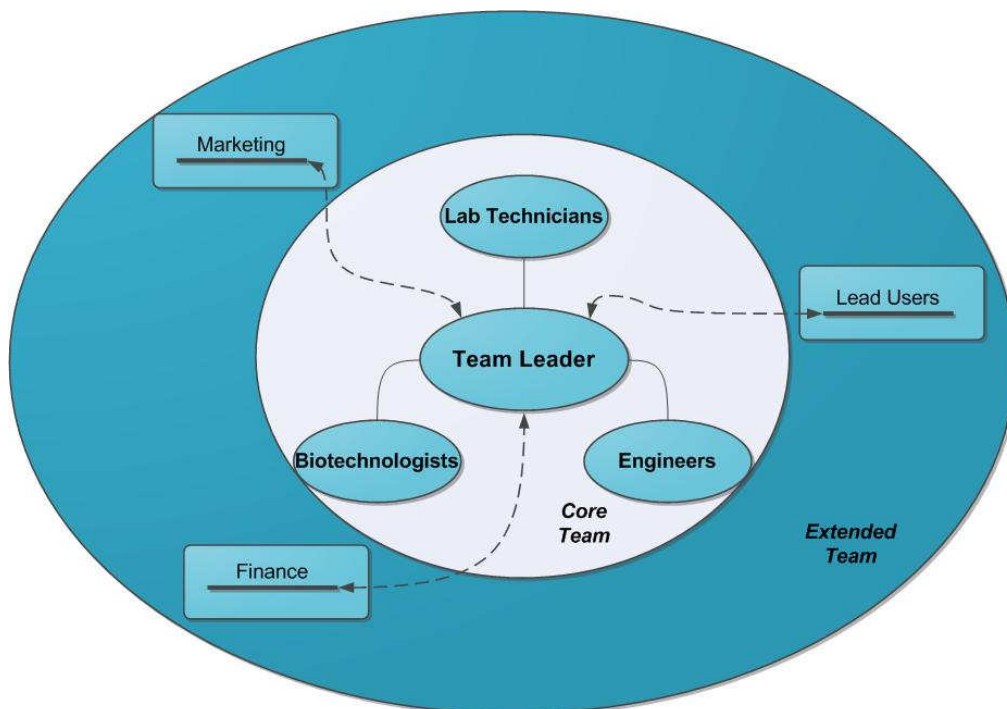 Marketing
Lab Technicians
Lead Users
Team Leader
Biotechnologists
Engineers
Core
Team
Extended
Team
Finance